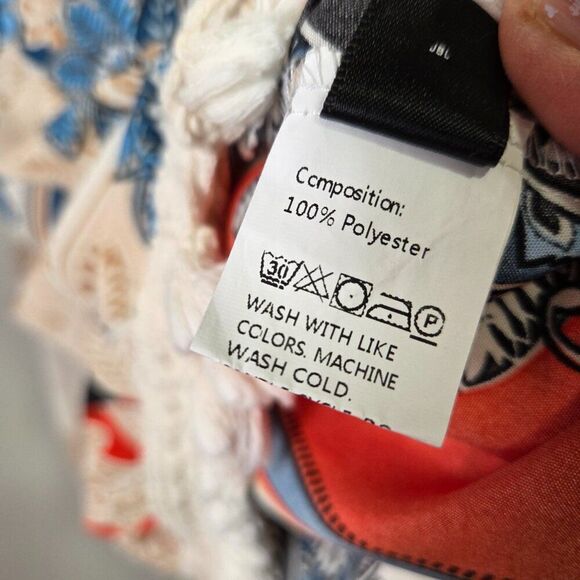 Composition:
100% Polyester
30
P
WASH WITH LIKE
COLORS. MACHINE
WASH COLD.